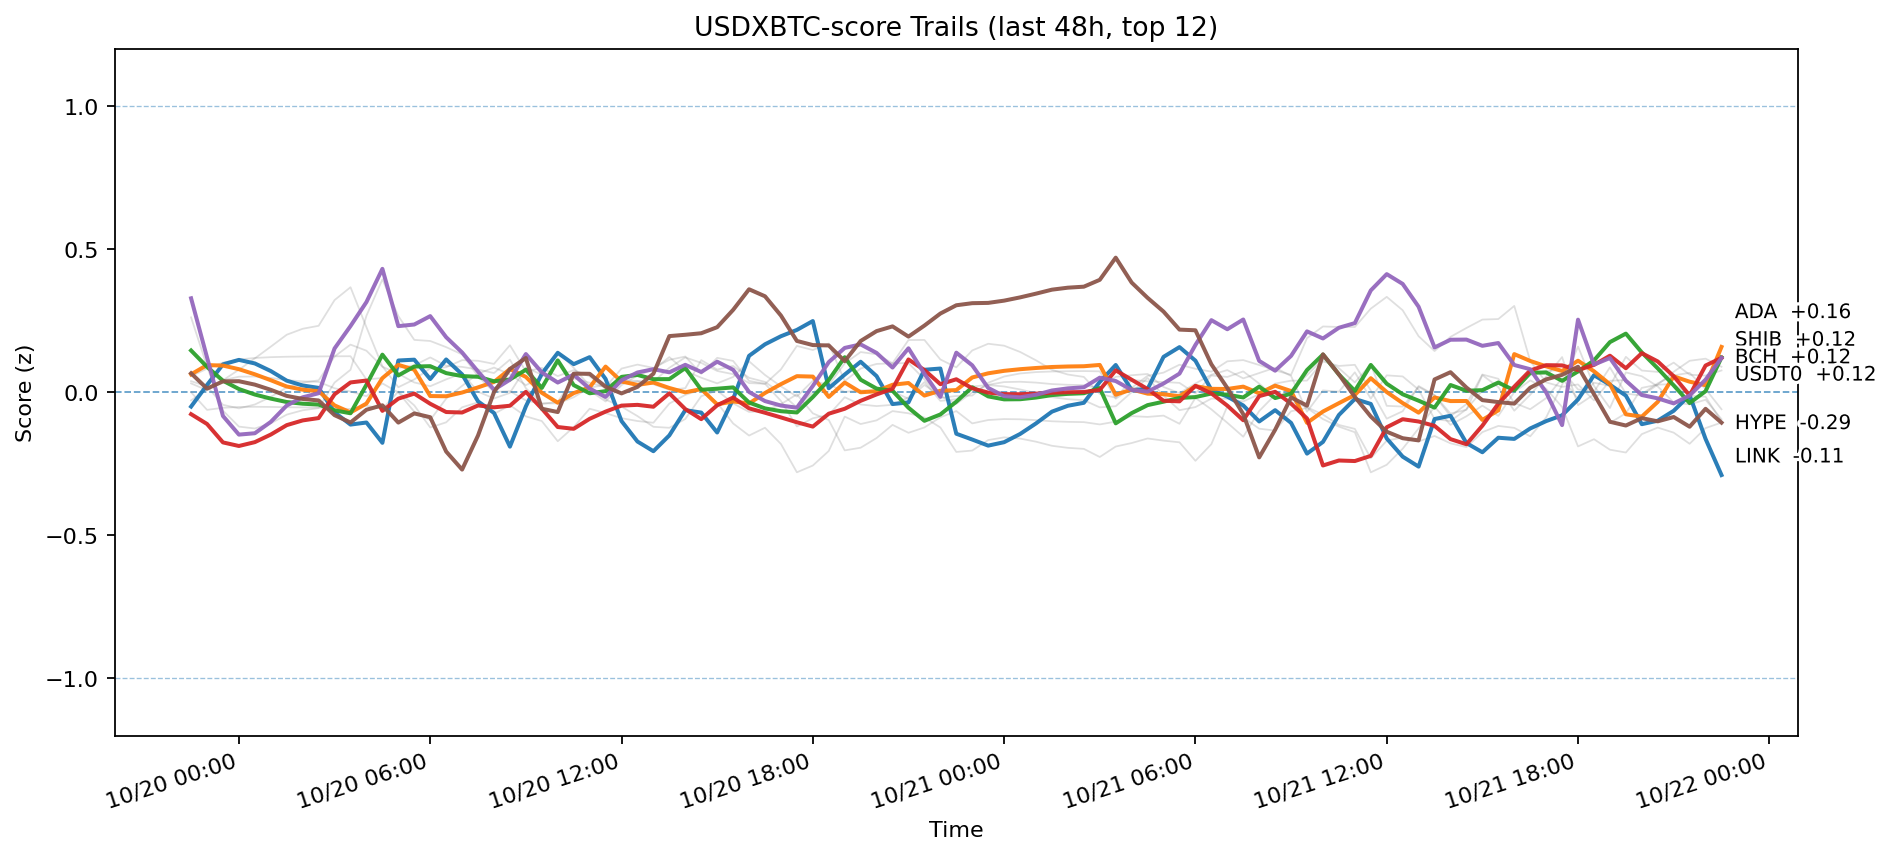 USDXBTC-score Trails (last 48h, top 12)
Score (z)
1.0
0.5
0.0
−0.5
−1.0
ADA +0.16
SHIB +0.12
BCH +0.12
USDT0 +0.12
HYPE -0.29
LINK -0.11
10/20 00:00
10/20 06:00
10/20 12:00
10/20 18:00
10/21 00:00
10/21 06:00
10/21 12:00
10/21 18:00
10/22 00:00
Time